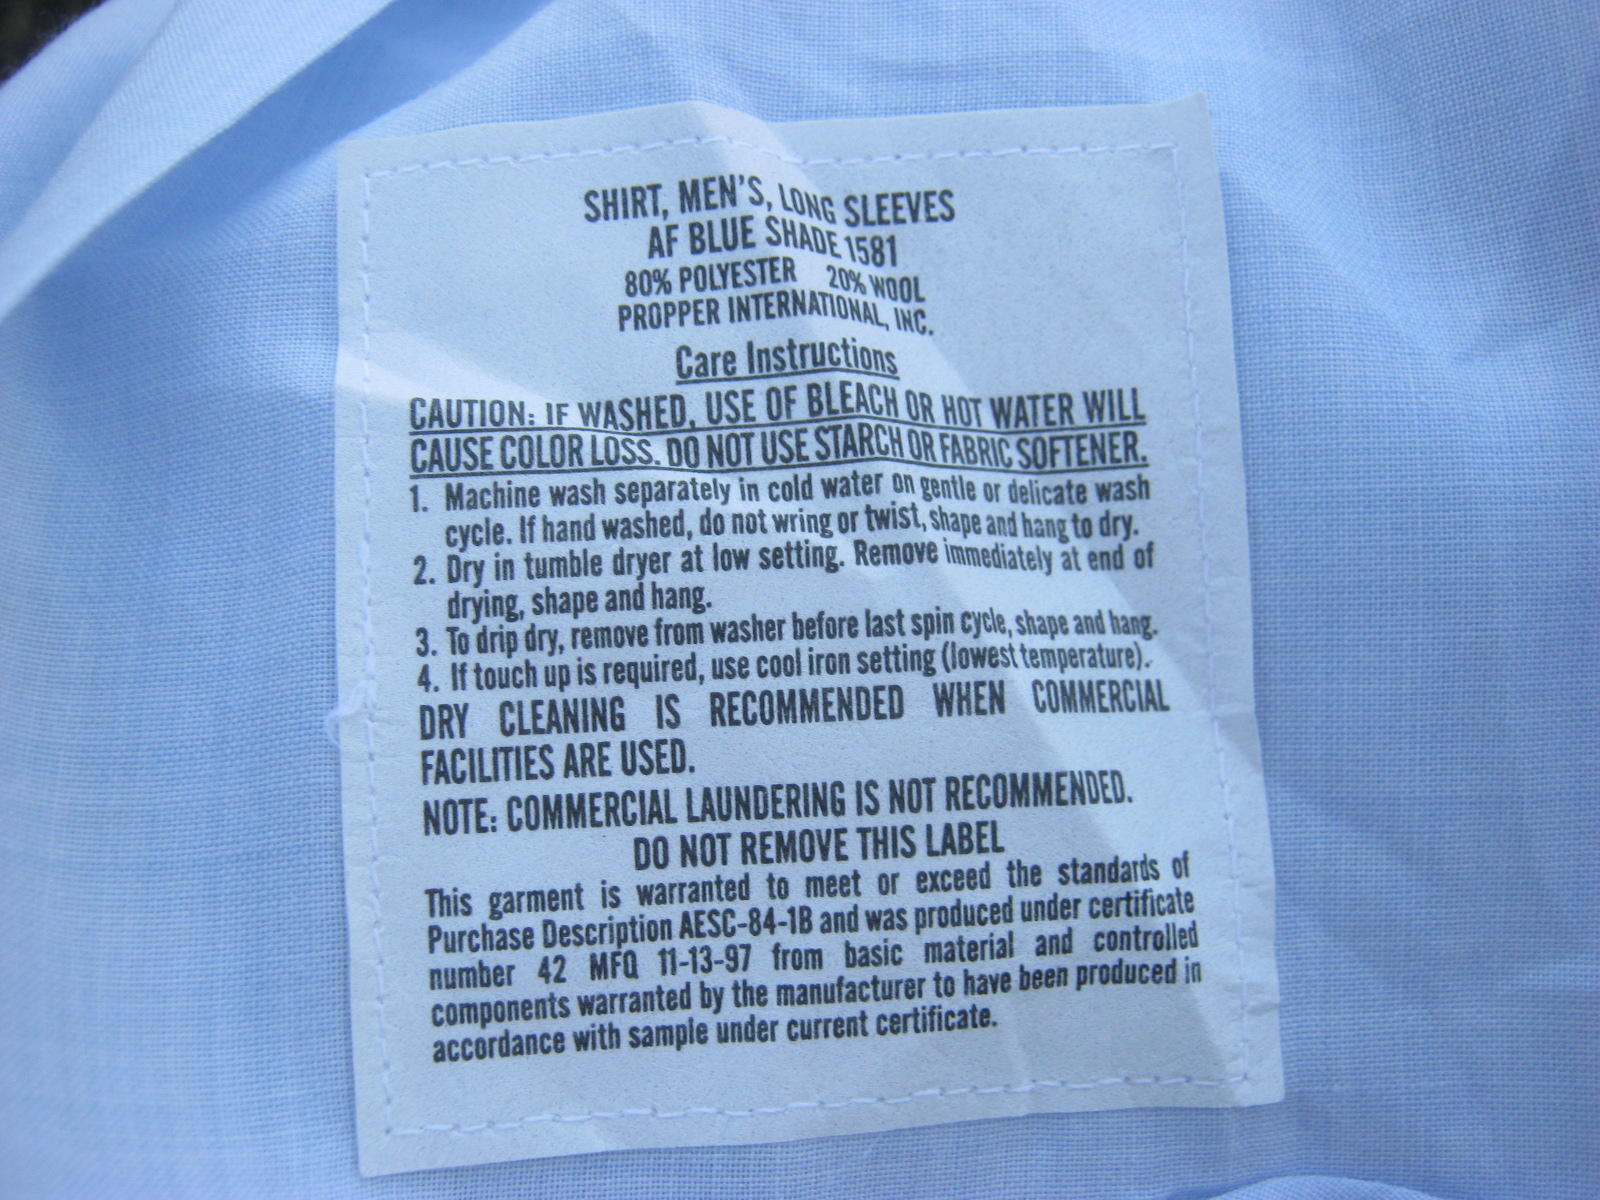 SHIRT, MEN'S, LONG SLEEVES
AF BLUE SHADE 1581
80% POLYESTER 20% WOOL
PROPPER INTERNATIONAL, INC.
Care Instructions
CAUTION: IF WASHED, USE OF BLEACH OR HOT WATER WILL
CAUSE COLOR LOSS. DO NOT USE STARCH OR FABRIC SOFTENER.
1. Machine wash separately in cold water on gentle or delicate wash
cycle. If hand washed, do not wring or twist, shape and hang to dry.
2. Dry in tumble dryer at low setting. Remove immediately at end of
drying, shape and hang.
3. To drip dry, remove from washer before last spin cycle, shape and hang.
4. If touch up is required, use cool iron setting (lowest temperature).
DRY CLEANING IS RECOMMENDED WHEN COMMERCIAL
FACILITIES ARE USED.
NOTE: COMMERCIAL LAUNDERING IS NOT RECOMMENDED.
DO NOT REMOVE THIS LABEL
This garment is warranted to meet or exceed the standards of
Purchase Description AESC-84-1B and was produced under certificate
number 42 MFQ 11-13-97 from basic material and controlled
components warranted by the manufacturer to have been produced in
accordance with sample under current certificate.